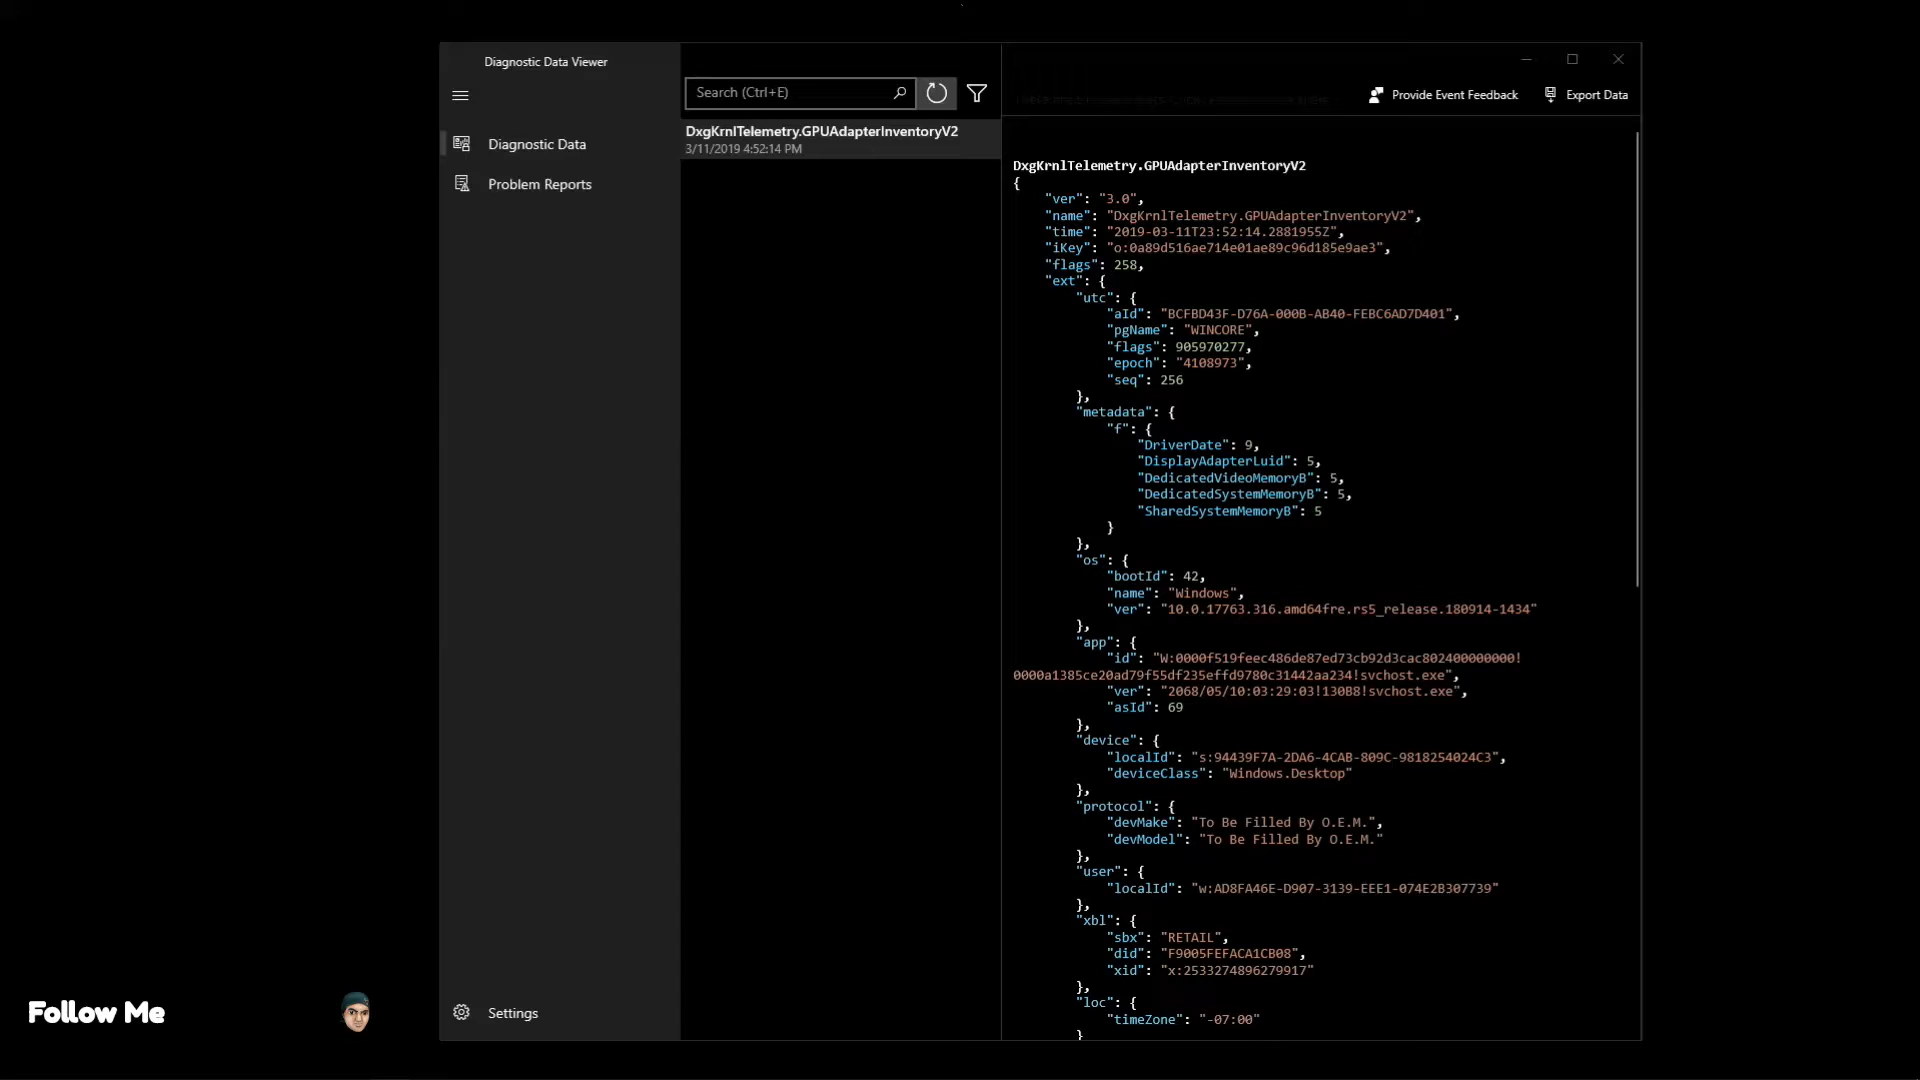 Diagnostic Data Viewer
Search (Ctrl+E)
Provide Event Feedback
Export Data
Diagnostic Data
Problem Reports
DxgKrnlTelemetry.GPUAdapterInventoryV2
3/11/2019 4:52:14 PM
DxgKrnlTelemetry.GPUAdapterInventoryV2
{
"ver": "3.0",
"name": "DxgKrnlTelemetry.GPUAdapterInventoryV2",
"time": "2019-03-11T23:52:14.2881955Z",
"iKey": "o:0a89d516ae714e01ae89c96d185e9ae3",
"flags": 258,
"ext": {
"utc": {
"aId": "BCFBD43F-D76A-000B-AB40-FEBC6AD7D401",
"pgName": "WINCORE",
"flags": 905970277,
"epoch": "4108973",
"seq": 256
},
"metadata": {
"f": {
"DriverDate": 9,
"DisplayAdapterLuid": 5,
"DedicatedVideoMemoryB": 5,
"DedicatedSystemMemoryB": 5,
"SharedSystemMemoryB": 5
}
},
"os": {
"bootId": 42,
"name": "Windows",
"ver": "10.0.17763.316.amd64fre.rs5_release.180914-1434"
},
"app": {
"id": "W:0000f519feec486de87ed73cb92d3cac802400000000!
0000a1385ce20ad79f55df235effd9780c31442aa234!svchost.exe",
"ver": "2068/05/10:03:29:03!130B8!svchost.exe",
"asId": 69
},
"device": {
"localId": "s:94439F7A-2DA6-4CAB-809C-9818254024C3",
"deviceClass": "Windows.Desktop"
},
"protocol": {
"devMake": "To Be Filled By O.E.M.",
"devModel": "To Be Filled By O.E.M."
},
"user": {
"localId": "w:AD8FA46E-D907-3139-EEE1-074E2B307739"
},
"xbl": {
"sbx": "RETAIL",
"did": "F9005FEFACA1CB08",
"xid": "x:2533274896279917"
},
"loc": {
"timeZone": "-07:00"
}
Settings
Follow Me